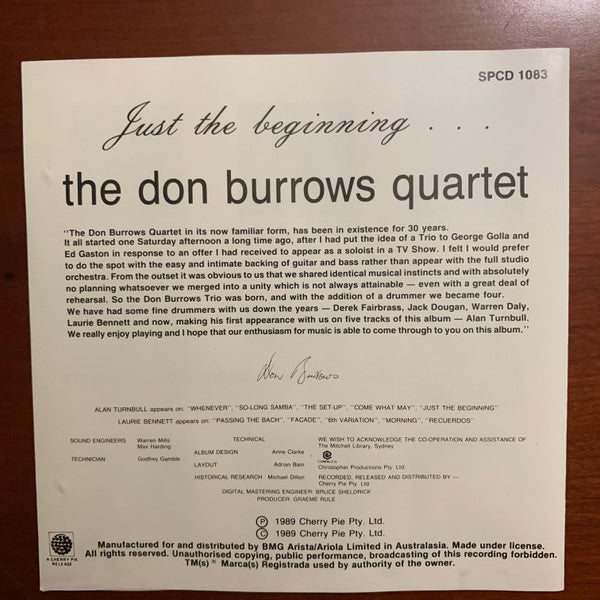 SPCD 1083
Just the beginning . . .
the don burrows quartet
"The Don Burrows Quartet in its now familiar form, has been in existence for 30 years.
It all started one Saturday afternoon a long time ago, after I had put the idea of a Trio to George Golla and
Ed Gaston in response to an offer I had received to appear as a soloist in a TV Show. I felt I would prefer
to do the spot with the easy and intimate backing of guitar and bass rather than appear with the full studio
orchestra. From the outset it was obvious to us that we shared identical musical instincts and with absolutely
no planning whatsoever we merged into a unity which is not always attainable — even with a great deal of
rehearsal. So the Don Burrows Trio was born, and with the addition of a drummer we became four.
We have had some fine drummers with us down the years – Derek Fairbrass, Jack Dougan, Warren Daly,
Laurie Bennett and now, making his first appearance with us on five tracks of this album — Alan Turnbull.
We really enjoy playing and I hope that our enthusiasm for music is able to come through to you on this album."
Don Burrows
ALAN TURNBULL appears on: "WHENEVER", "SO-LONG SAMBA", "THE SET-UP", "COME WHAT MAY", "JUST THE BEGINNING"
LAURIE BENNETT appears on: "PASSING THE BACH", "FACADE", "6th VARIATION", "MORNING", "RECUERDOS"
SOUND ENGINEERS Warren Mills
Max Harding
TECHNICIAN Godfrey Gamble
TECHNICAL
ALBUM DESIGN Anne Clarke
LAYOUT Adrian Bain
HISTORICAL RESEARCH Michael Dillon
WE WISH TO ACKNOWLEDGE THE CO-OPERATION AND ASSISTANCE OF
The Mitchell Library, Sydney
Christopher Productions Pty Ltd
RECORDED, RELEASED AND DISTRIBUTED BY —
Cherry Pie Pty. Ltd.
DIGITAL MASTERING ENGINEER: BRUCE SHELDRICK
PRODUCER: GRAEME RULE
Ⓟ 1989 Cherry Pie Pty. Ltd.
© 1989 Cherry Pie Pty. Ltd.
A CHERRY PIE
RELEASE
Manufactured for and distributed by BMG Arista/Ariola Limited in Australasia. Made under license.
All rights reserved. Unauthorised copying, public performance, broadcasting of this recording forbidden.
TM(s) ® Marca(s) Registrada used by authority of the owner.